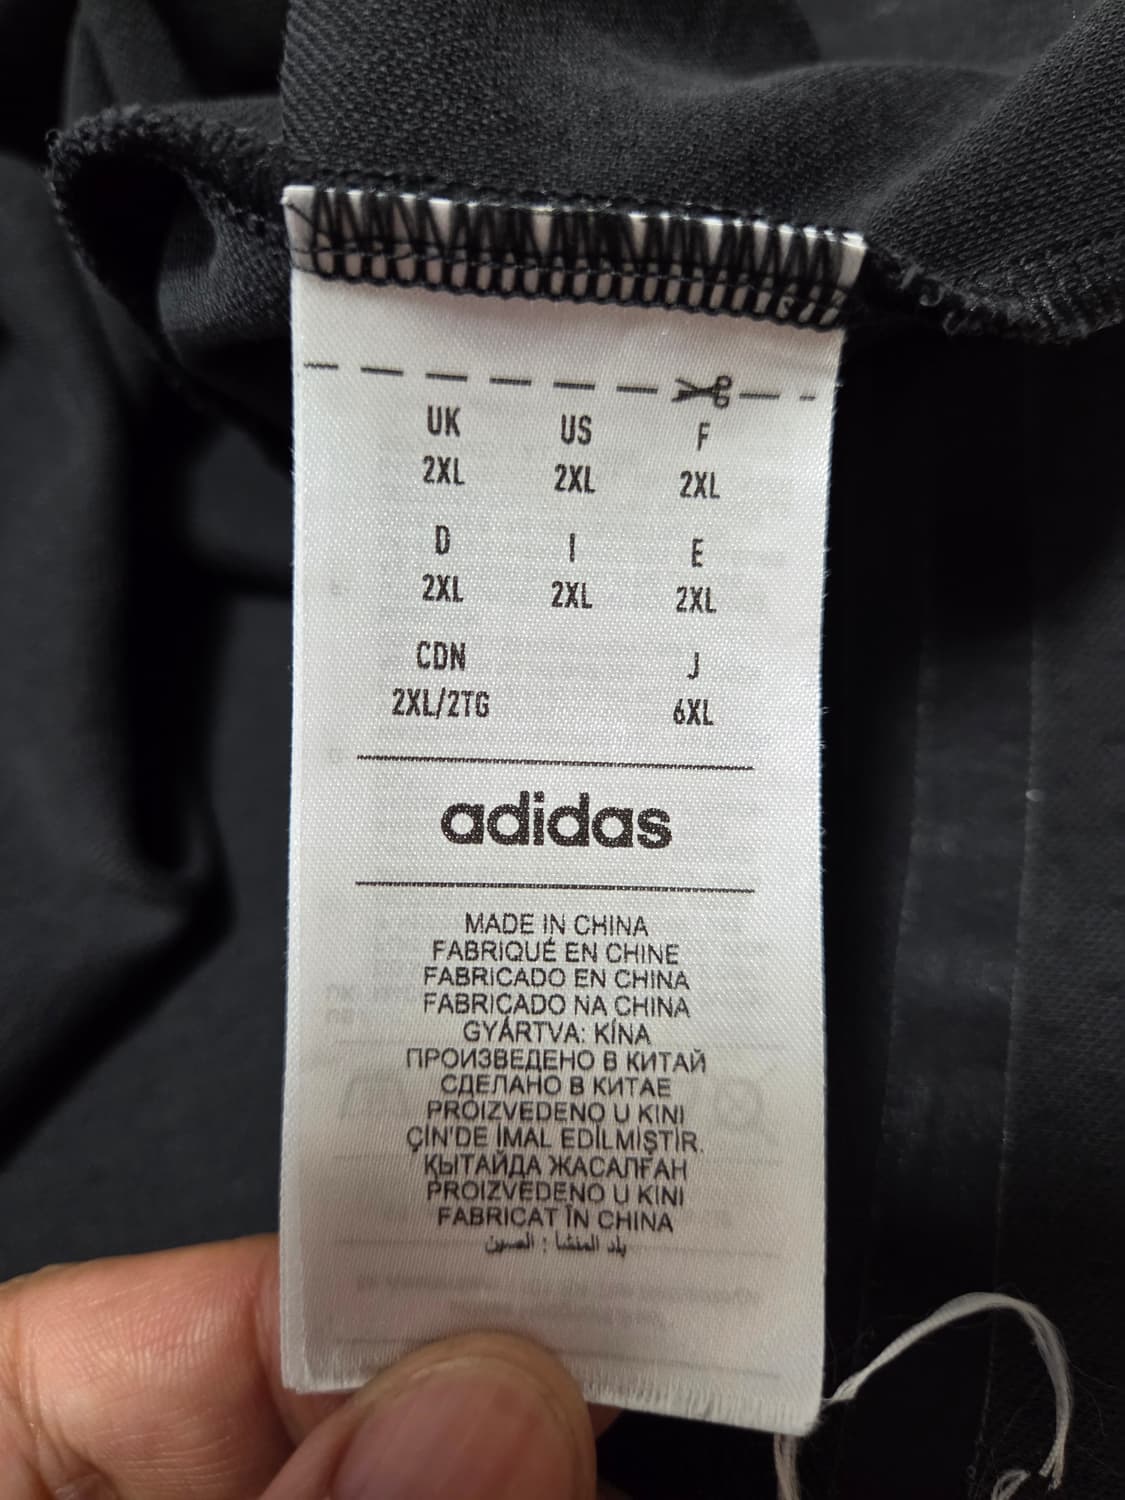 UK US F
2XL 2XL 2XL
D I E
2XL 2XL 2XL
CDN J
2XL/2TG 6XL
adidas
MADE IN CHINA
FABRIQUÉ EN CHINE
FABRICADO EN CHINA
FABRICADO NA CHINA
GYÁRTVA: KÍNA
ПРОИЗВЕДЕНО В КИТАЙ
СДЕЛАНО В КИТАЕ
PROIZVEDENO U KINI
ÇİN'DE İMAL EDİLMİŞTİR.
ҚЫТАЙДА ЖАСАЛҒАН
PROIZVEDENO U KINI
FABRICAT ÎN CHINA
بلد المنشأ : الصين